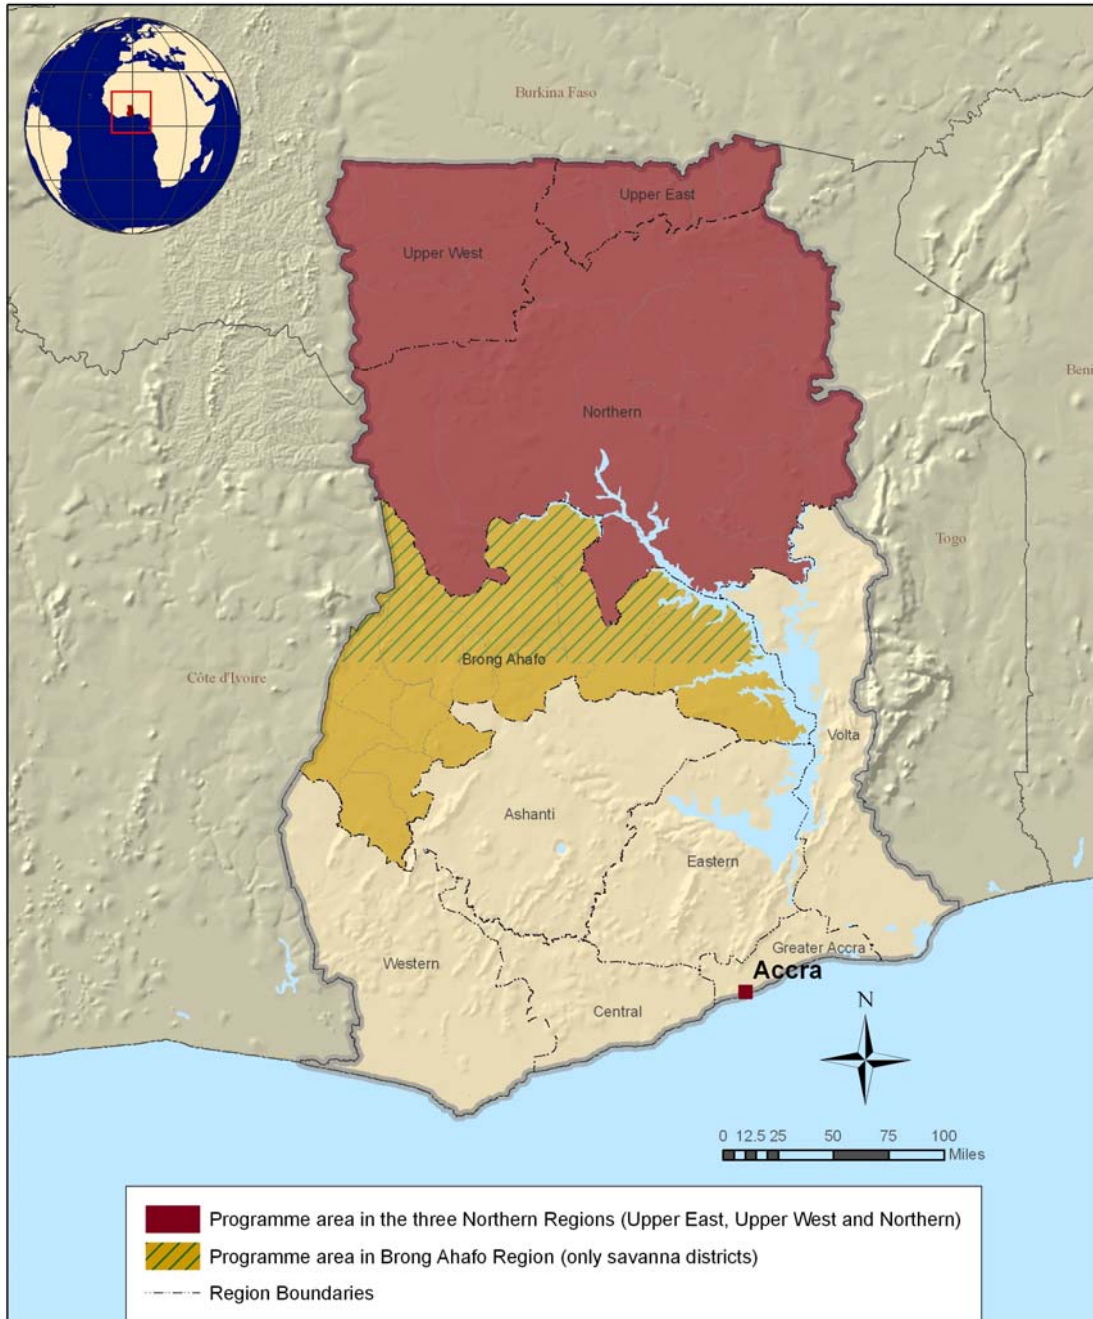 Burkina Faso
Upper East
Upper West
Beni
Northern
Togo
Brong Ahafo
Côte d'Ivoire
Volta
Ashanti
Eastern
Greater Accra
Western
Accra
Central
N
0 12.5 25 50 75 100
Miles
Programme area in the three Northern Regions (Upper East, Upper West and Northern)
Programme area in Brong Ahafo Region (only savanna districts)
Region Boundaries